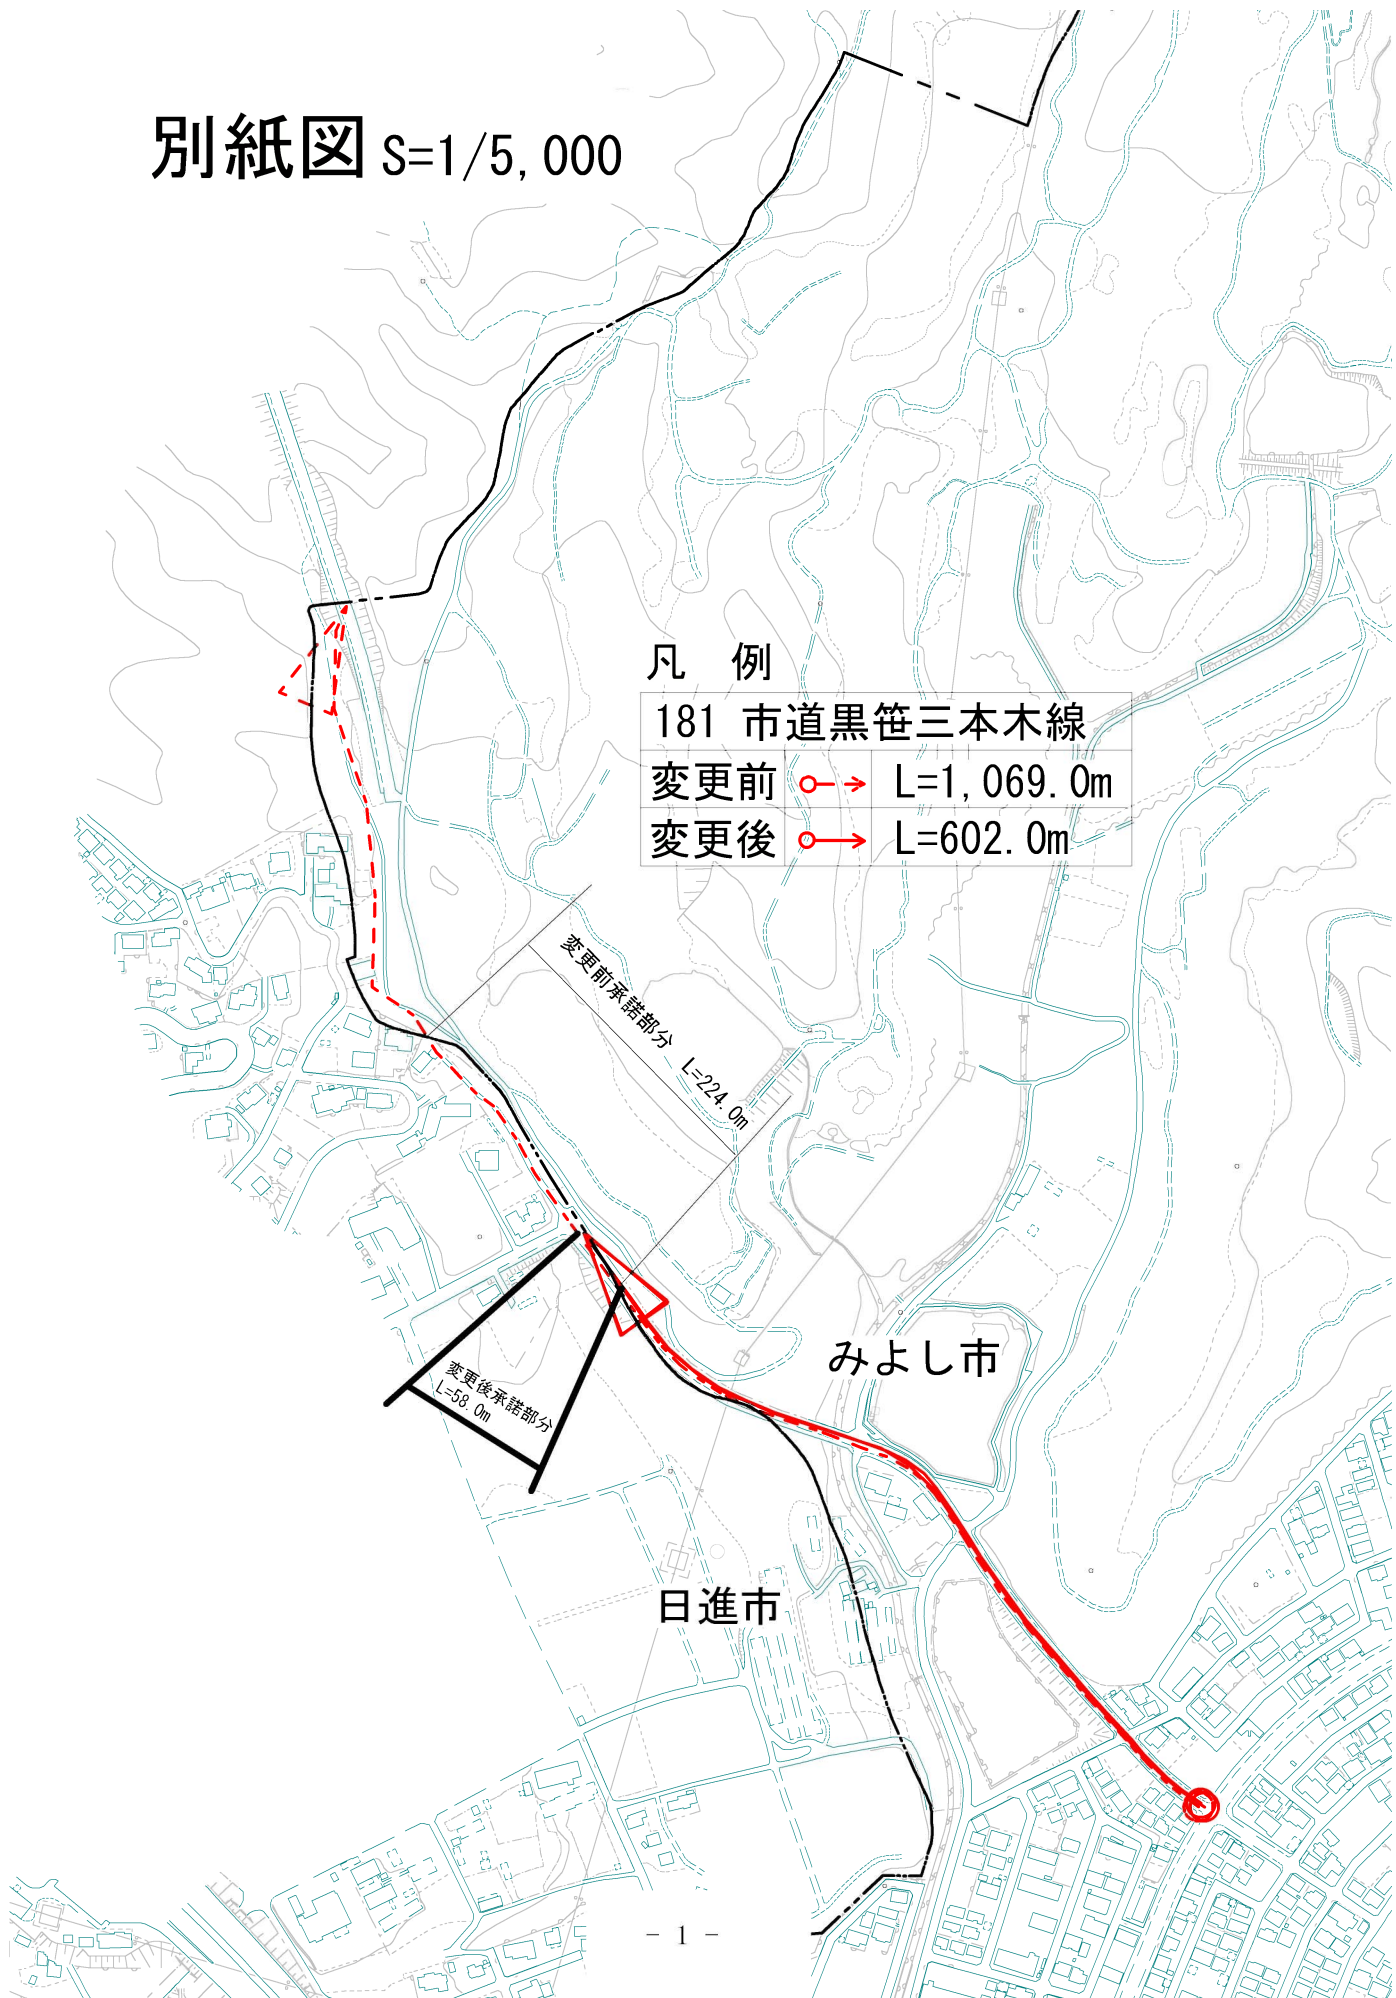 別紙図 S=1/5,000
凡 例
181 市道黒笹三本木線
変更前 L=1,069.0m
変更後 L=602.0m
変更前承諾部分 L=224.0m
みよし市
変更後承諾部分
L=58.0m
日進市
- 1 -